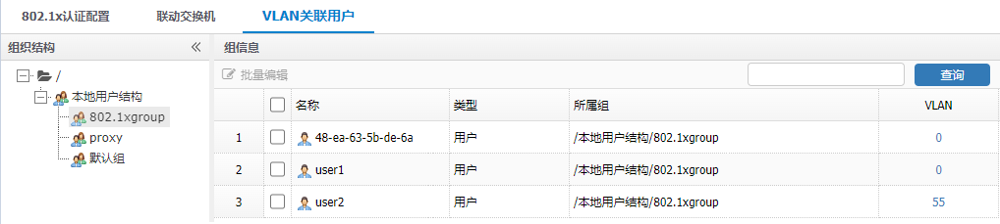 802.1x认证配置 联动交换机 VLAN关联用户
组织结构 组信息
批量编辑 查询
/
本地用户结构
802.1xgroup
proxy
默认组
名称 类型 所属组 VLAN
1 48-ea-63-5b-de-6a 用户 /本地用户结构/802.1xgroup 0
2 user1 用户 /本地用户结构/802.1xgroup 0
3 user2 用户 /本地用户结构/802.1xgroup 55